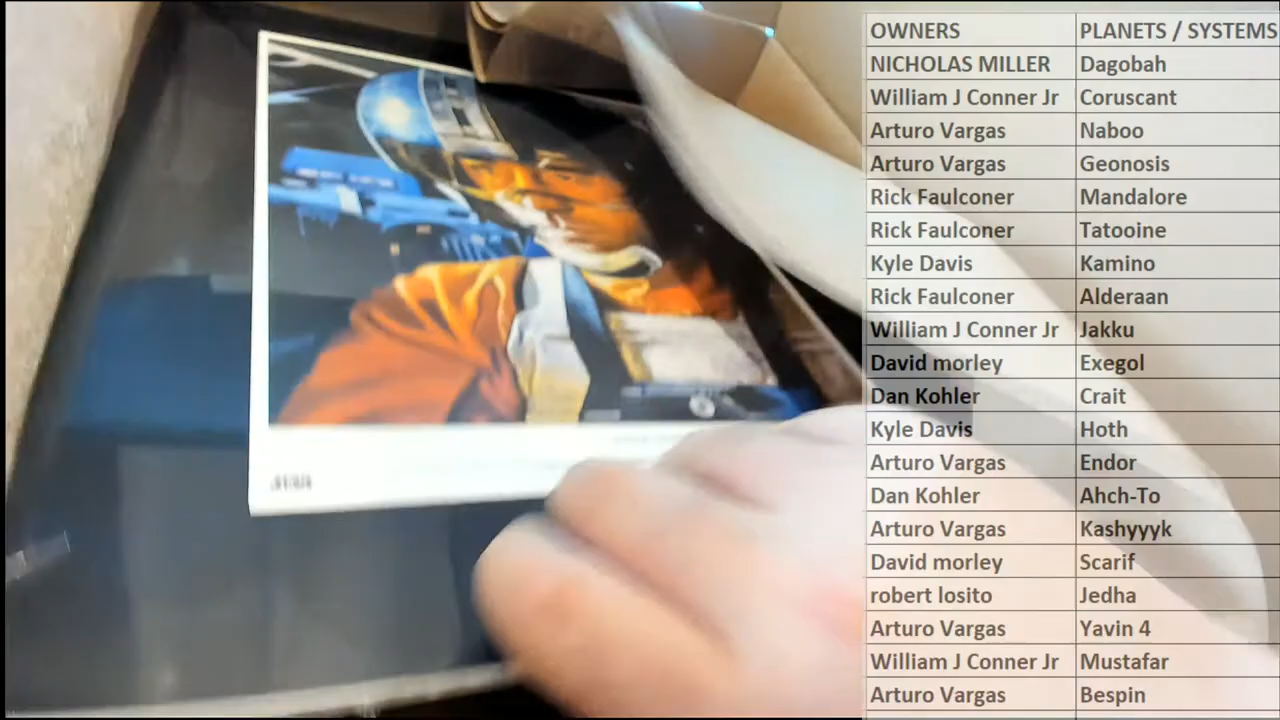 OWNERS PLANETS / SYSTEMS
NICHOLAS MILLER Dagobah
William J Conner Jr Coruscant
Arturo Vargas Naboo
Arturo Vargas Geonosis
Rick Faulconer Mandalore
Rick Faulconer Tatooine
Kyle Davis Kamino
Rick Faulconer Alderaan
William J Conner Jr Jakku
David morley Exegol
Dan Kohler Crait
Kyle Davis Hoth
Arturo Vargas Endor
Dan Kohler Ahch-To
Arturo Vargas Kashyyyk
David morley Scarif
robert losito Jedha
Arturo Vargas Yavin 4
William J Conner Jr Mustafar
Arturo Vargas Bespin